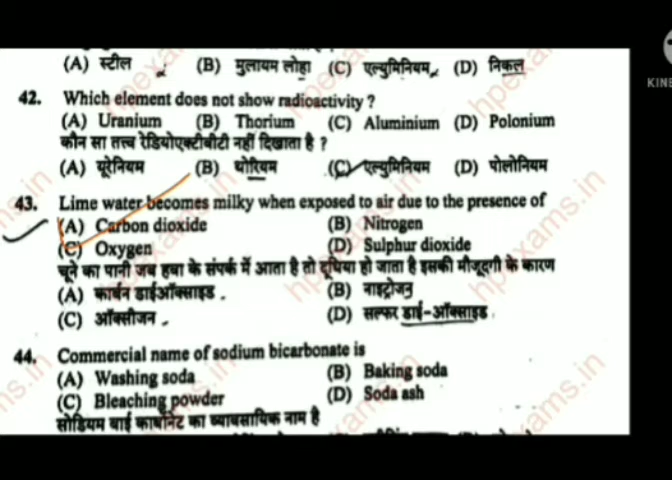 (A) स्टील (B) मुलायम लोहा (C) एल्युमिनियम (D) निकल
42. Which element does not show radioactivity ?
(A) Uranium (B) Thorium (C) Aluminium (D) Polonium
कौन सा तत्त्व रेडियोएक्टीबीटी नहीं दिखाता है ?
(A) यूरेनियम (B) थोरियम (C) एल्युमिनियम (D) पोलोनियम
43. Lime water becomes milky when exposed to air due to the presence of
(A) Carbon dioxide (B) Nitrogen
(C) Oxygen (D) Sulphur dioxide
चूने का पानी जब हवा के संपर्क में आता है तो दूधिया हो जाता है इसकी मौजूदगी के कारण
(A) कार्बन डाईऑक्साइड (B) नाइट्रोजन
(C) ऑक्सीजन (D) सल्फर डाई-ऑक्साइड
44. Commercial name of sodium bicarbonate is
(A) Washing soda (B) Baking soda
(C) Bleaching powder (D) Soda ash
सोडियम बाई कार्बोनेट का व्यावसायिक नाम है
KINE
hpexams.in